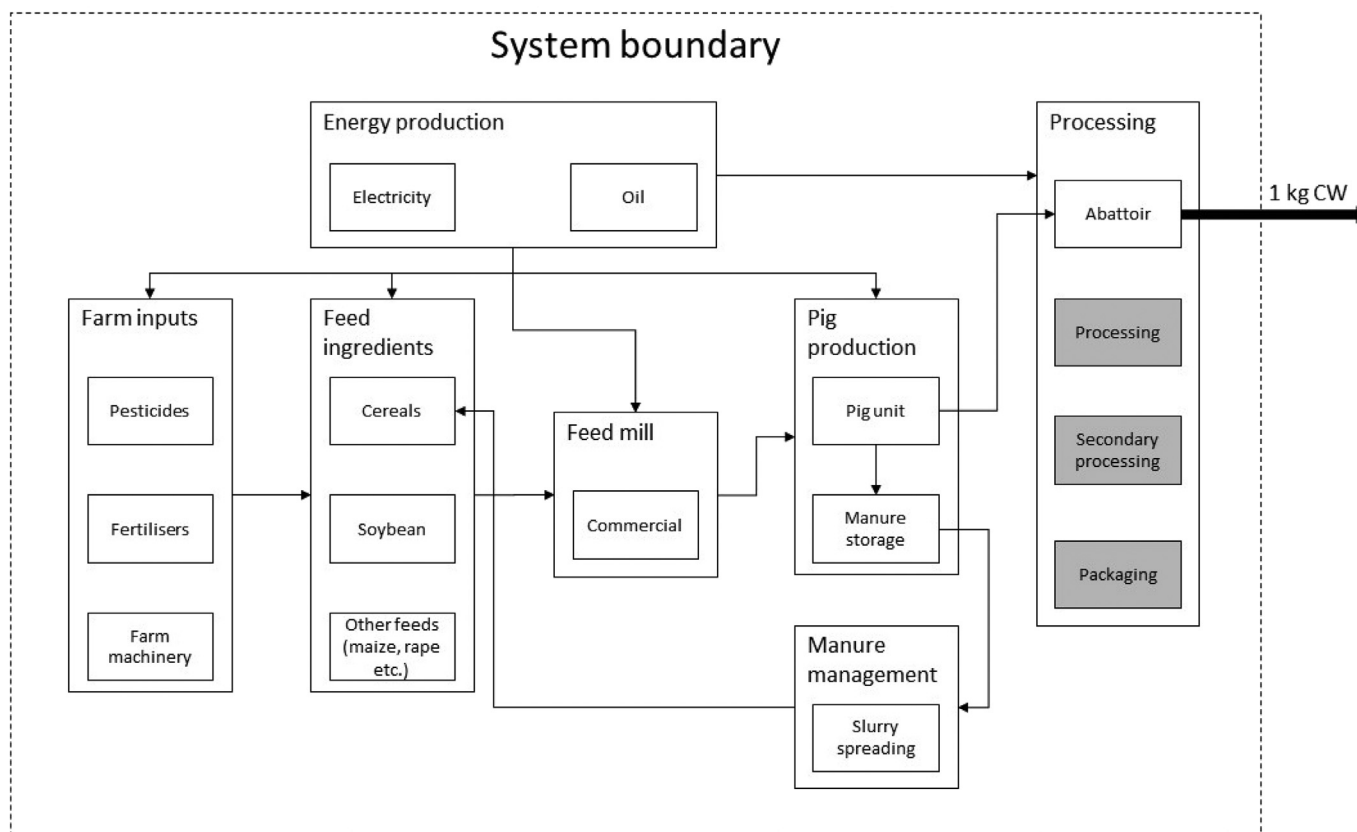 System boundary
Energy production
Electricity
Oil
Processing
Abattoir
1 kg CW
Processing
Secondary
processing
Packaging
Farm inputs
Pesticides
Fertilisers
Farm
machinery
Feed
ingredients
Cereals
Soybean
Other feeds
(maize, rape
etc.)
Feed mill
Commercial
Pig
production
Pig unit
Manure
storage
Manure
management
Slurry
spreading